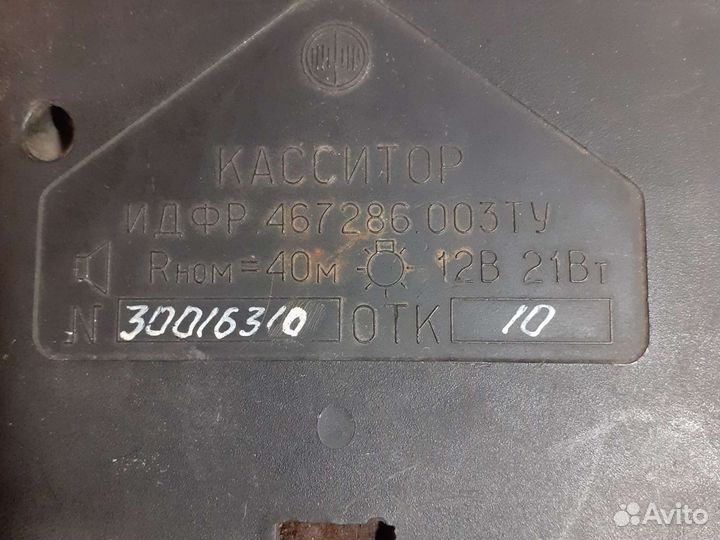 КАССИТОР
ИДФР.467286.003ТУ
Rном=4Ом 12В 21Вт
N 30016310 ОТК 10
Avito